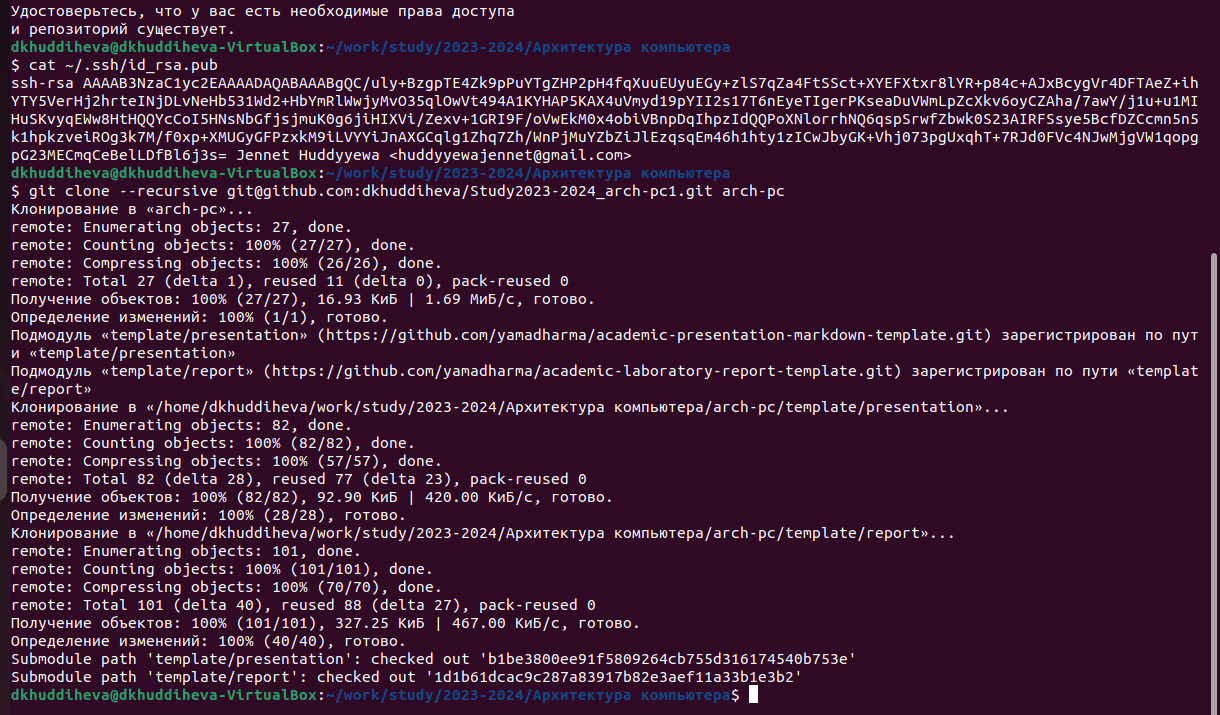 Удостоверьтесь, что у вас есть необходимые права доступа
и репозиторий существует.
dkhuddiheva@dkhuddiheva-VirtualBox:~/work/study/2023-2024/Архитектура компьютера
$ cat ~/.ssh/id_rsa.pub
ssh-rsa AAAAB3NzaC1yc2EAAAADAQABAAABgQC/uly+BzgpTE4Zk9pPuYTgZHP2pH4fqXuuEUyuEGy+zlS7qZa4FtSSct+XYEFXtxr8lYR+p84c+AJxBcygVr4DFTAeZ+ih
YTY5VerHj2hrteINjDLvNeHb531Wd2+HbYmRlWwjyMvO35qlOwVt494A1KYHAP5KAX4uVmyd19pYII2s17T6nEyeTIgerPKseaDuVWmLpZcXkv6oyCZAha/7awY/j1u+u1MI
HuSKvyqEWw8HtHQQYcCoI5HNsNbGfjsjmuK0g6jiHIXVi/Zexv+1GRI9F/oVwEkM0x4obiVBnpDqIhpzIdQQPoXNlorrhNQ6qspSrwfZbwk0S23AIRFSsye5BcfDZCcmn5n5
k1hpkzveiROg3k7M/f0xp+XMUGyGFPzxkM9iLVYYiJnAXGCqlg1Zhq7Zh/WnPjMuYZbZiJlEzqsqEm46h1hty1zICwJbyGK+Vhj073pgUxqhT+7RJd0FVc4NJwMjgVW1qopg
pG23MECmqCeBelLDfBl6j3s= Jennet Huddyyewa <huddyyewajennet@gmail.com>
dkhuddiheva@dkhuddiheva-VirtualBox:~/work/study/2023-2024/Архитектура компьютера
$ git clone --recursive git@github.com:dkhuddiheva/Study2023-2024_arch-pc1.git arch-pc
Клонирование в «arch-pc»...
remote: Enumerating objects: 27, done.
remote: Counting objects: 100% (27/27), done.
remote: Compressing objects: 100% (26/26), done.
remote: Total 27 (delta 1), reused 11 (delta 0), pack-reused 0
Получение объектов: 100% (27/27), 16.93 КиБ | 1.69 МиБ/с, готово.
Определение изменений: 100% (1/1), готово.
Подмодуль «template/presentation» (https://github.com/yamadharma/academic-presentation-markdown-template.git) зарегистрирован по пут
и «template/presentation»
Подмодуль «template/report» (https://github.com/yamadharma/academic-laboratory-report-template.git) зарегистрирован по пути «templat
e/report»
Клонирование в «/home/dkhuddiheva/work/study/2023-2024/Архитектура компьютера/arch-pc/template/presentation»...
remote: Enumerating objects: 82, done.
remote: Counting objects: 100% (82/82), done.
remote: Compressing objects: 100% (57/57), done.
remote: Total 82 (delta 28), reused 77 (delta 23), pack-reused 0
Получение объектов: 100% (82/82), 92.90 КиБ | 420.00 КиБ/с, готово.
Определение изменений: 100% (28/28), готово.
Клонирование в «/home/dkhuddiheva/work/study/2023-2024/Архитектура компьютера/arch-pc/template/report»...
remote: Enumerating objects: 101, done.
remote: Counting objects: 100% (101/101), done.
remote: Compressing objects: 100% (70/70), done.
remote: Total 101 (delta 40), reused 88 (delta 27), pack-reused 0
Получение объектов: 100% (101/101), 327.25 КиБ | 467.00 КиБ/с, готово.
Определение изменений: 100% (40/40), готово.
Submodule path 'template/presentation': checked out 'b1be3800ee91f5809264cb755d316174540b753e'
Submodule path 'template/report': checked out '1d1b61dcac9c287a83917b82e3aef11a33b1e3b2'
dkhuddiheva@dkhuddiheva-VirtualBox:~/work/study/2023-2024/Архитектура компьютера$